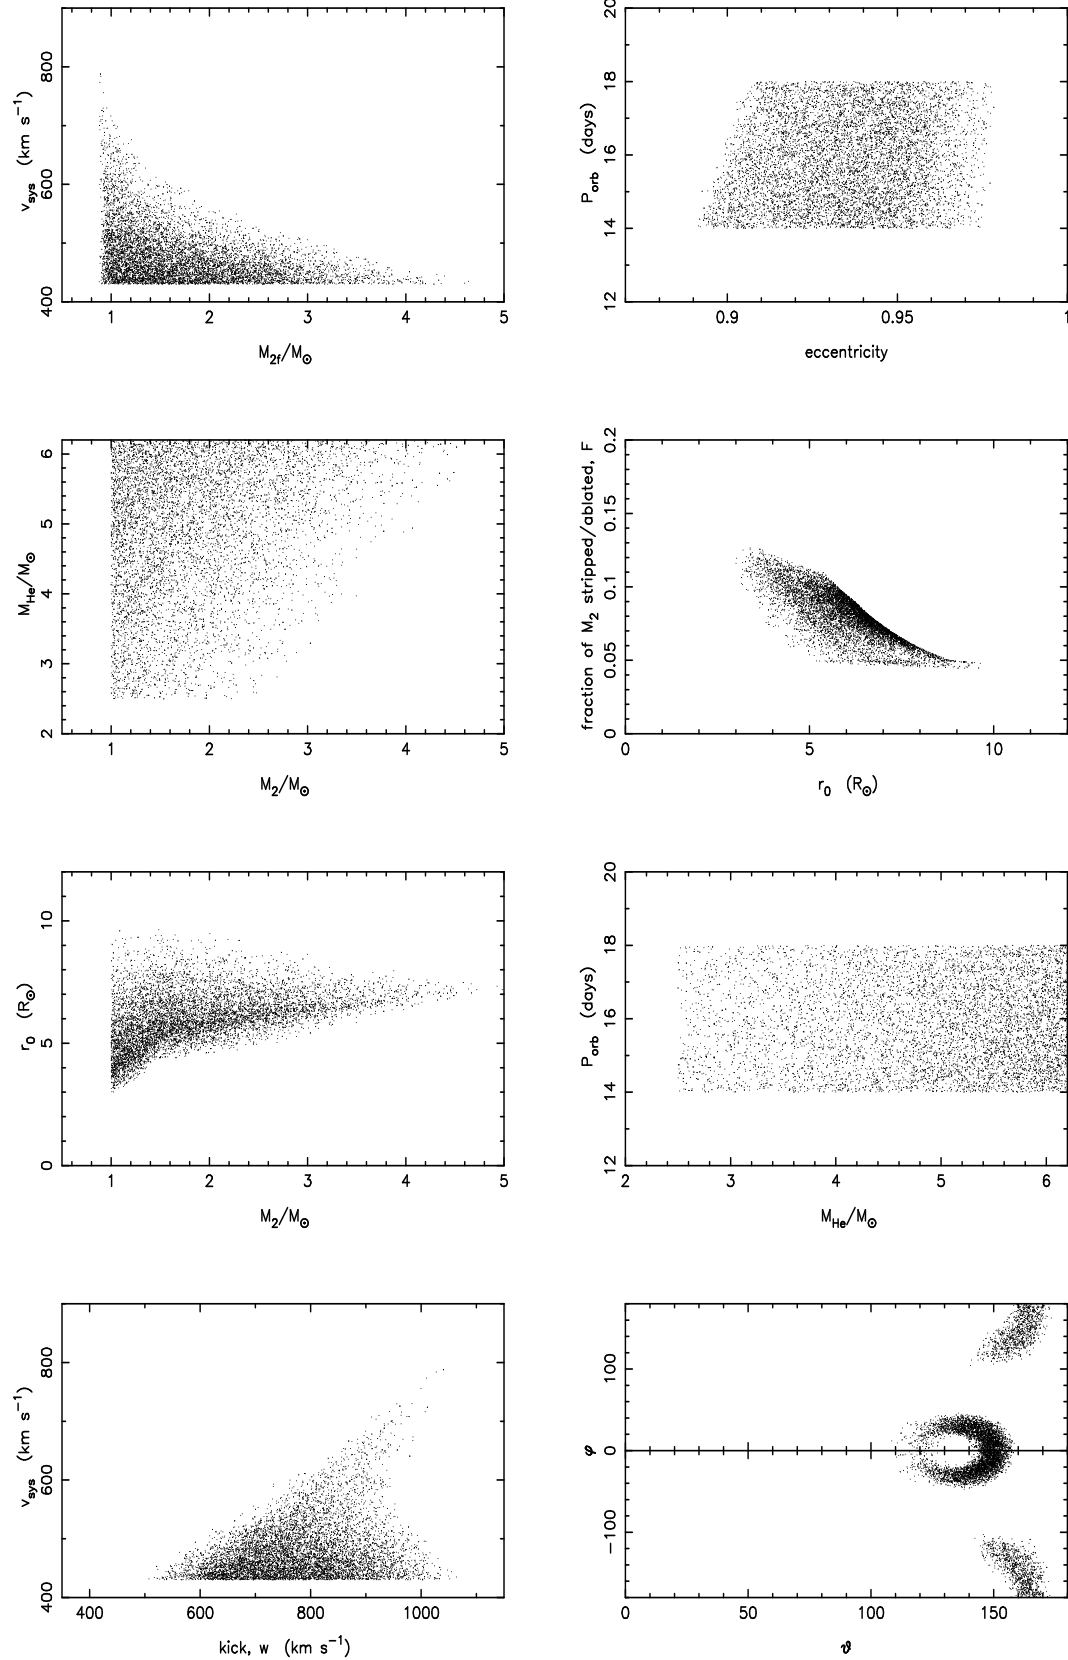 v_sys (km s⁻¹)
400 600 800
1 2 3 4 5
M_2f/M_⊙
P_orb (days)
12 14 16 18 20
0.9 0.95 1
eccentricity
M_He/M_⊙
2 3 4 5 6
1 2 3 4 5
M_2/M_⊙
fraction of M_2 stripped/ablated, F
0 0.05 0.1 0.15 0.2
0 5 10
r_0 (R_⊙)
r_0 (R_⊙)
0 5 10
1 2 3 4 5
M_2/M_⊙
P_orb (days)
12 14 16 18 20
2 3 4 5 6
M_He/M_⊙
v_sys (km s⁻¹)
400 600 800
400 600 800 1000
kick, w (km s⁻¹)
φ
−100 0 100
0 50 100 150
ϑ